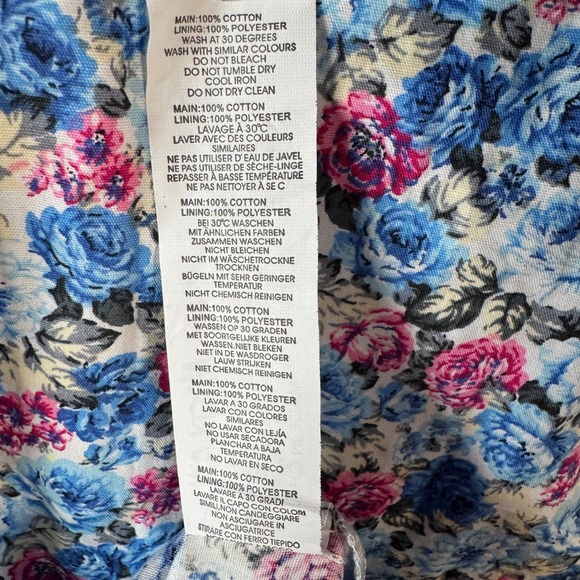 MAIN:100% COTTON
LINING:100% POLYESTER
WASH AT 30 DEGREES
WASH WITH SIMILAR COLOURS
DO NOT BLEACH
DO NOT TUMBLE DRY
COOL IRON
DO NOT DRY CLEAN
MAIN:100% COTTON
LINING:100% POLYESTER
LAVAGE À 30°C
LAVER AVEC DES COULEURS
SIMILAIRES
NE PAS UTILISER D'EAU DE JAVEL
NE PAS UTILISER DE SÈCHE-LINGE
REPASSER À BASSE TEMPÉRATURE
NE PAS NETTOYER À SE C
MAIN:100% COTTON
LINING:100% POLYESTER
BEI 30°C WASCHEN
MIT ÄHNLICHEN FARBEN
ZUSAMMEN WASCHEN
NICHT BLEICHEN
NICHT IM WÄSCHETROCKNE
TROCKNEN
BÜGELN MIT SEHR GERINGER
TEMPERATUR
NICHT CHEMISCH REINIGEN
MAIN:100% COTTON
LINING:100% POLYESTER
WASSEN OP 30 GRADEN
MET SOORTGELIJKE KLEUREN
WASSEN.NIET BLEKEN
NIET IN DE WASDROGER
LAUW STRIJKEN
NIET CHEMISCH REINIGEN
MAIN:100% COTTON
LINING:100% POLYESTER
LAVAR A 30 GRADOS
LAVAR CON COLORES
SIMILARES
NO LAVAR CON LEJÍA
NO USAR SECADORA
PLANCHAR A BAJA
TEMPERATURA
NO LAVAR EN SECO
MAIN:100% COTTON
LINING:100% POLYESTER
LAVARE A 30 GRADI
LAVARE IL CAPO CON COLORI
SIMILI.NON CANDEGGIARE
NON ASCIUGARE IN
ASCIUGATRICE
STIRARE CON FERRO TIEPIDO